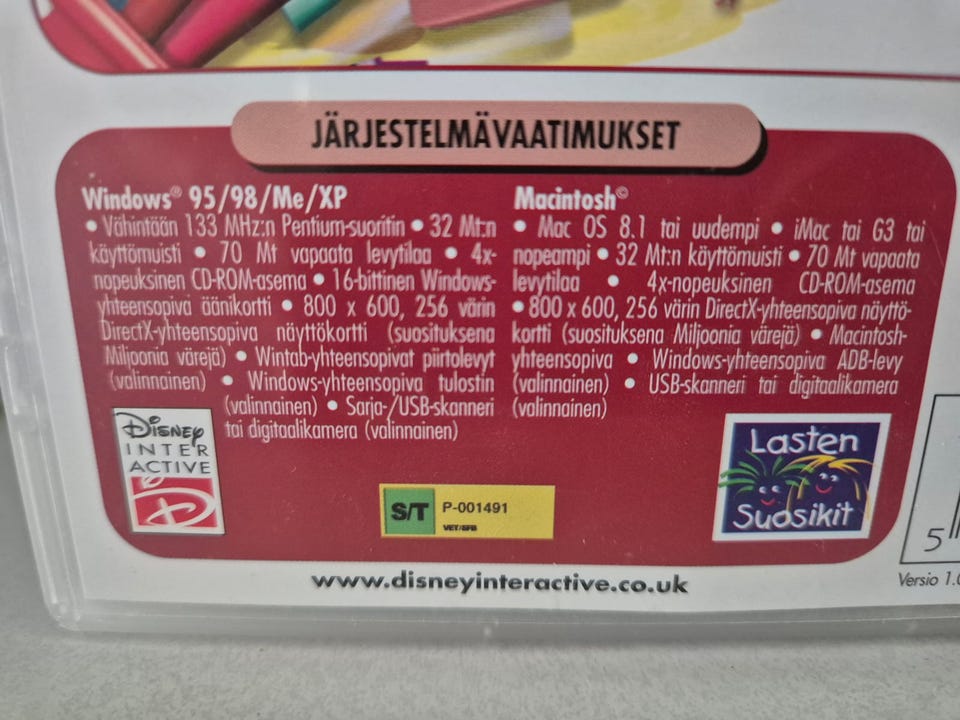 JÄRJESTELMÄVAATIMUKSET
Windows® 95/98/Me/XP
• Vähintään 133 MHz:n Pentium-suoritin • 32 Mt:n
käyttömuisti • 70 Mt vapaata levytilaa • 4x-
nopeuksinen CD-ROM-asema • 16-bittinen Windows-
yhteensopiva äänikortti • 800 x 600, 256 värin
DirectX-yhteensopiva näyttökortti (suosituksena
Miljoonia värejä) • Wintab-yhteensopivat piirtolevyt
(valinnainen) • Windows-yhteensopiva tulostin
(valinnainen) • Sarja-/USB-skanneri
tai digitaalikamera (valinnainen)
Macintosh©
• Mac OS 8.1 tai uudempi • iMac tai G3 tai
nopeampi • 32 Mt:n käyttömuisti • 70 Mt vapaata
levytilaa • 4x-nopeuksinen CD-ROM-asema
• 800 x 600, 256 värin DirectX-yhteensopiva näyttö-
kortti (suosituksena Miljoonia värejä) • Macintosh-
yhteensopiva • Windows-yhteensopiva ADB-levy
(valinnainen) • USB-skanneri tai digitaalikamera
(valinnainen)
Disney
INTER
ACTIVE
D
S/T P-001491
VET/SFB
Lasten
Suosikit
5
www.disneyinteractive.co.uk
Versio 1.0